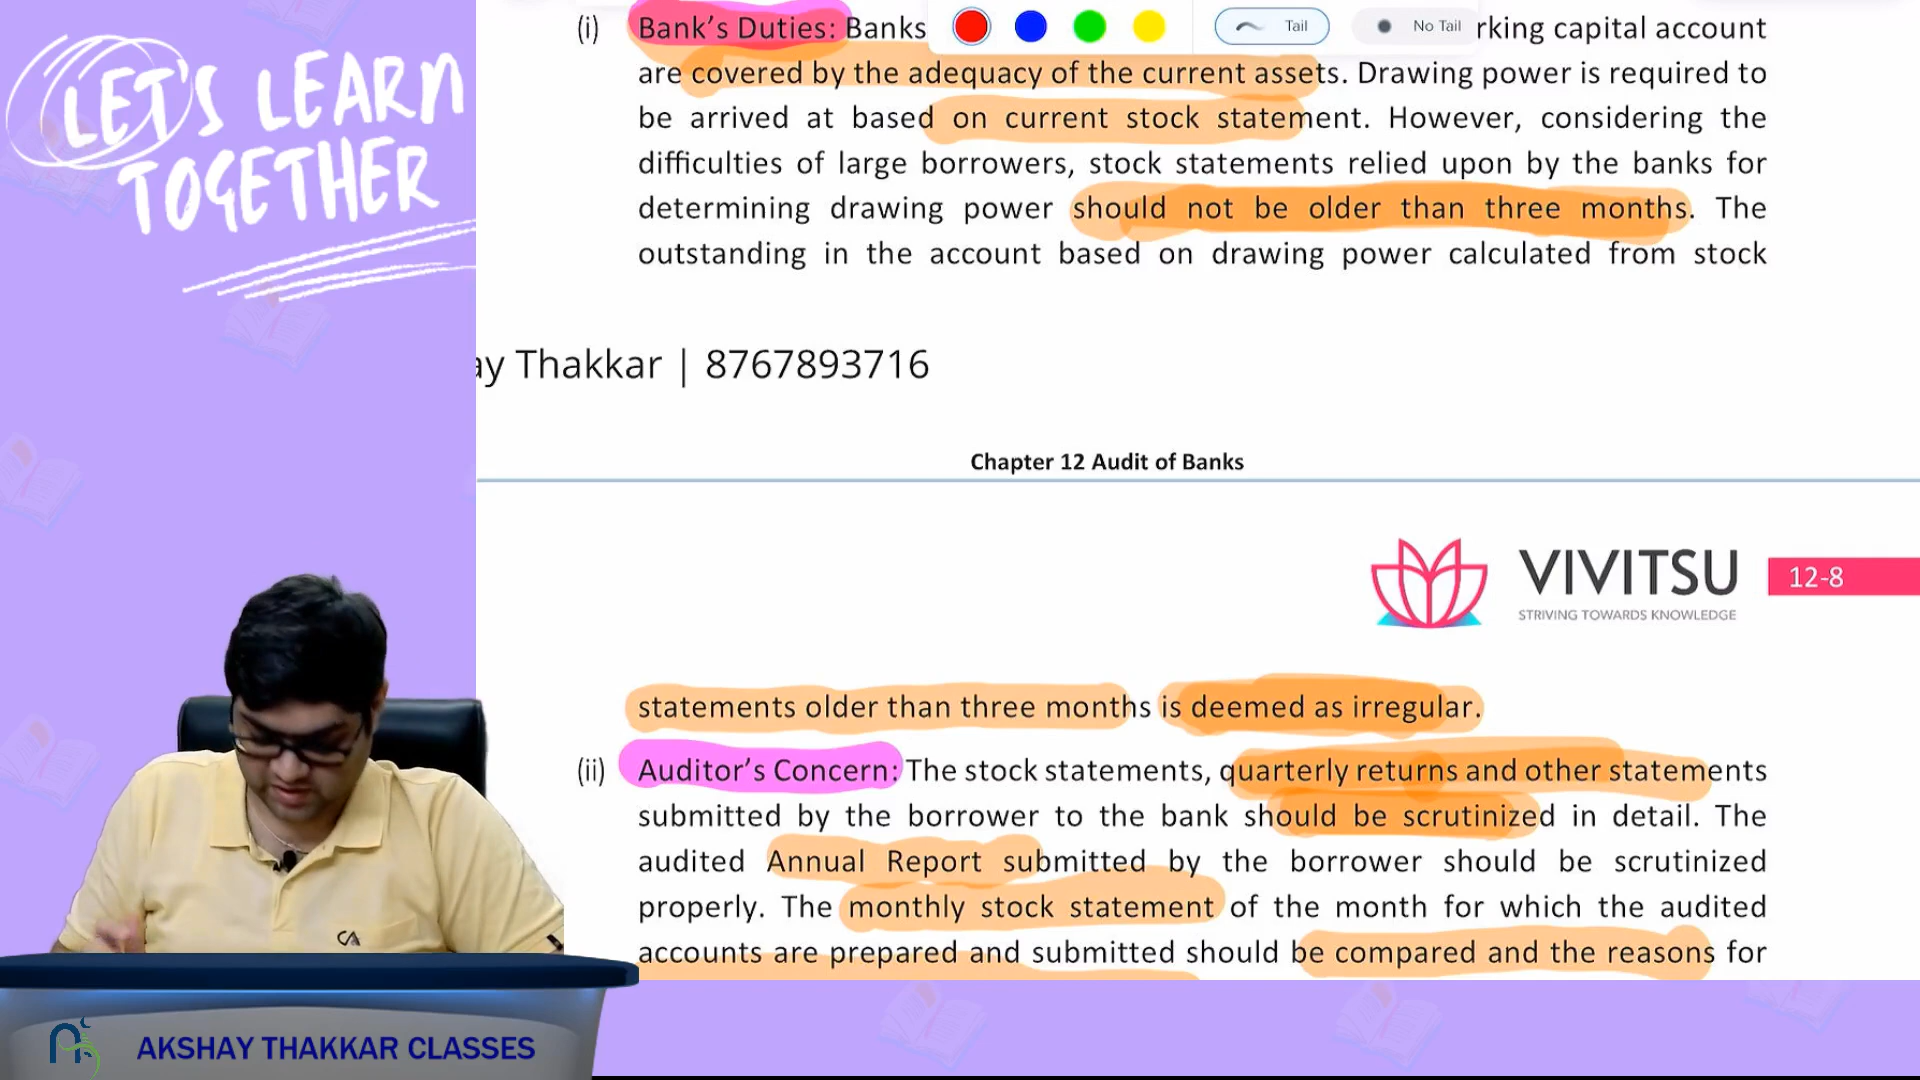 LET'S LEARN
TOGETHER
(i) Bank's Duties: Banks rking capital account
Tail
No Tail
are covered by the adequacy of the current assets. Drawing power is required to
be arrived at based on current stock statement. However, considering the
difficulties of large borrowers, stock statements relied upon by the banks for
determining drawing power should not be older than three months. The
outstanding in the account based on drawing power calculated from stock
ay Thakkar | 8767893716
Chapter 12 Audit of Banks
VIVITSU
STRIVING TOWARDS KNOWLEDGE
12-8
statements older than three months is deemed as irregular.
(ii) Auditor's Concern: The stock statements, quarterly returns and other statements
submitted by the borrower to the bank should be scrutinized in detail. The
audited Annual Report submitted by the borrower should be scrutinized
properly. The monthly stock statement of the month for which the audited
accounts are prepared and submitted should be compared and the reasons for
CA
AKSHAY THAKKAR CLASSES